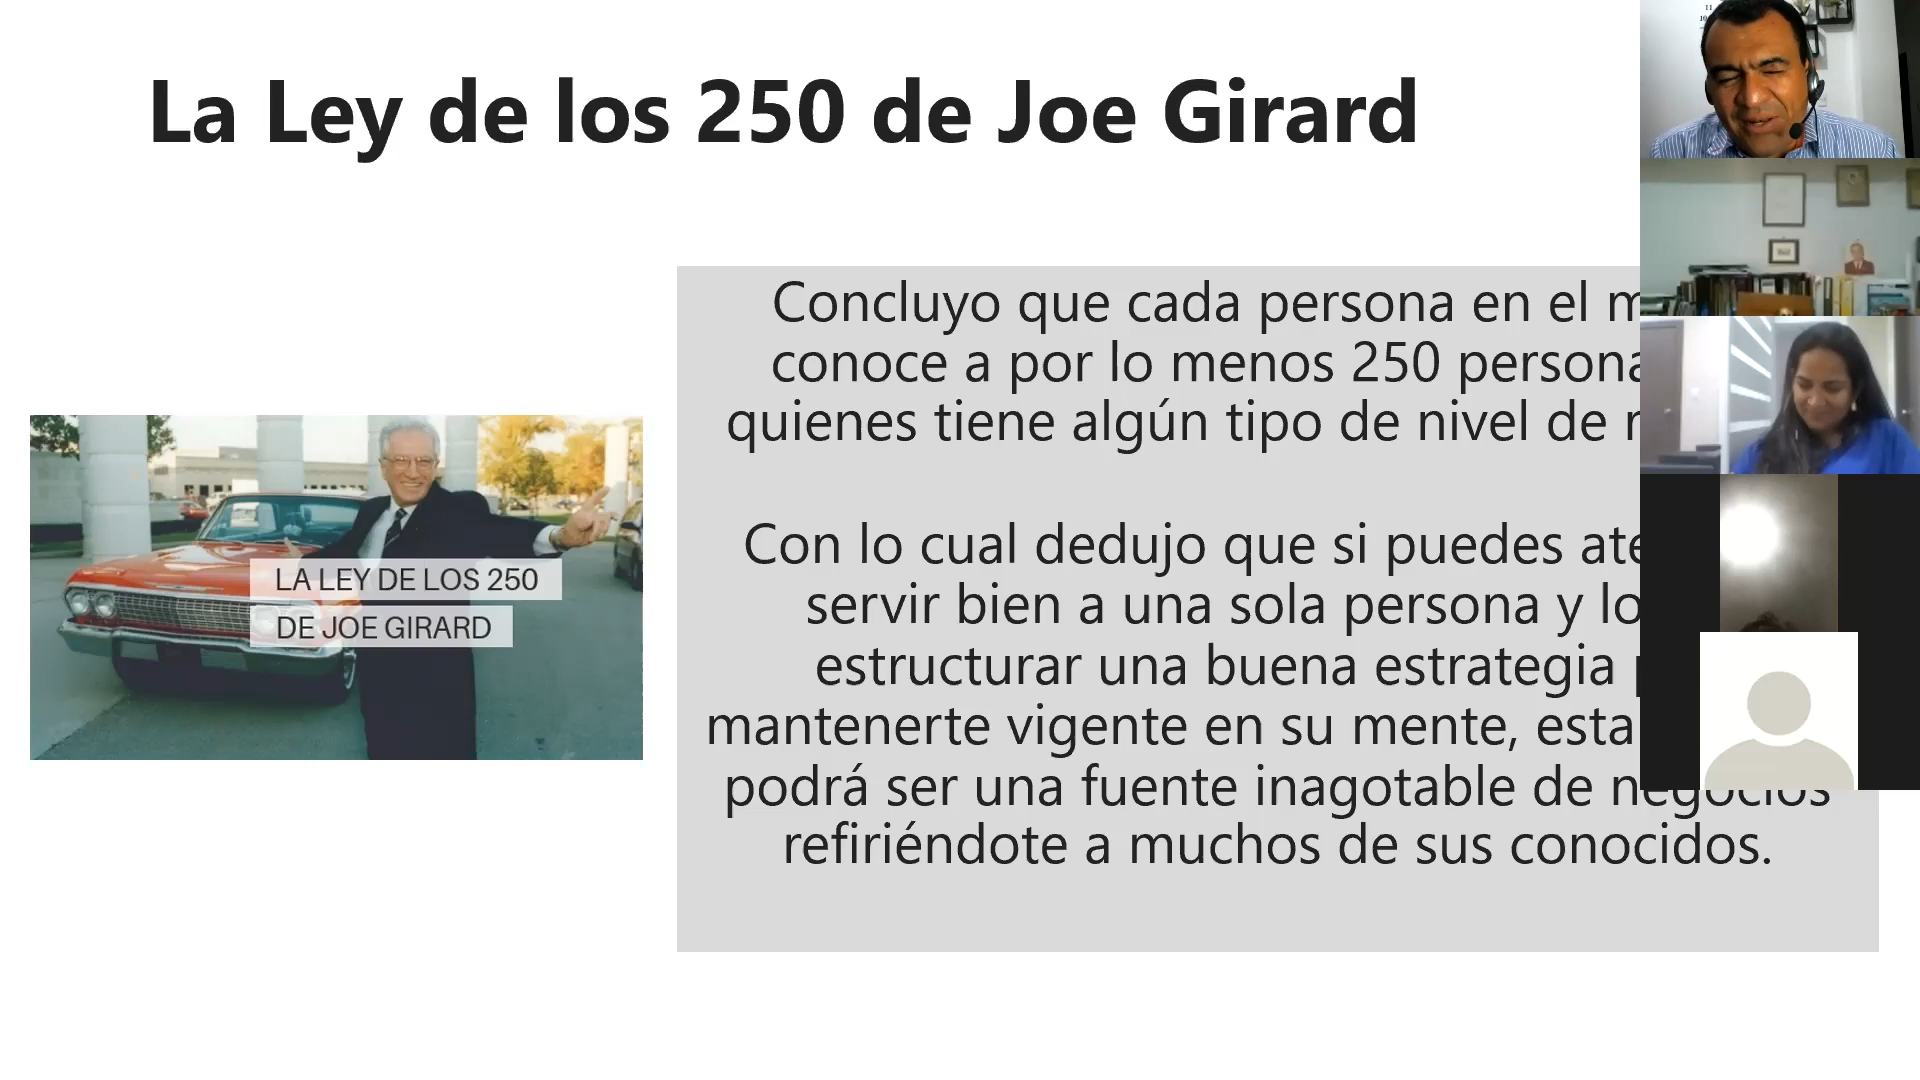 La Ley de los 250 de Joe Girard
Concluyo que cada persona en el
conoce a por lo menos 250
quienes tiene algún tipo de nivel de
Con lo cual dedujo que si puedes
servir bien a una sola persona y
estructurar una buena estrategia
mantenerte vigente en su mente,
podrá ser una fuente inagotable de negocios
refiriéndote a muchos de sus conocidos.
LA LEY DE LOS 250
DE JOE GIRARD